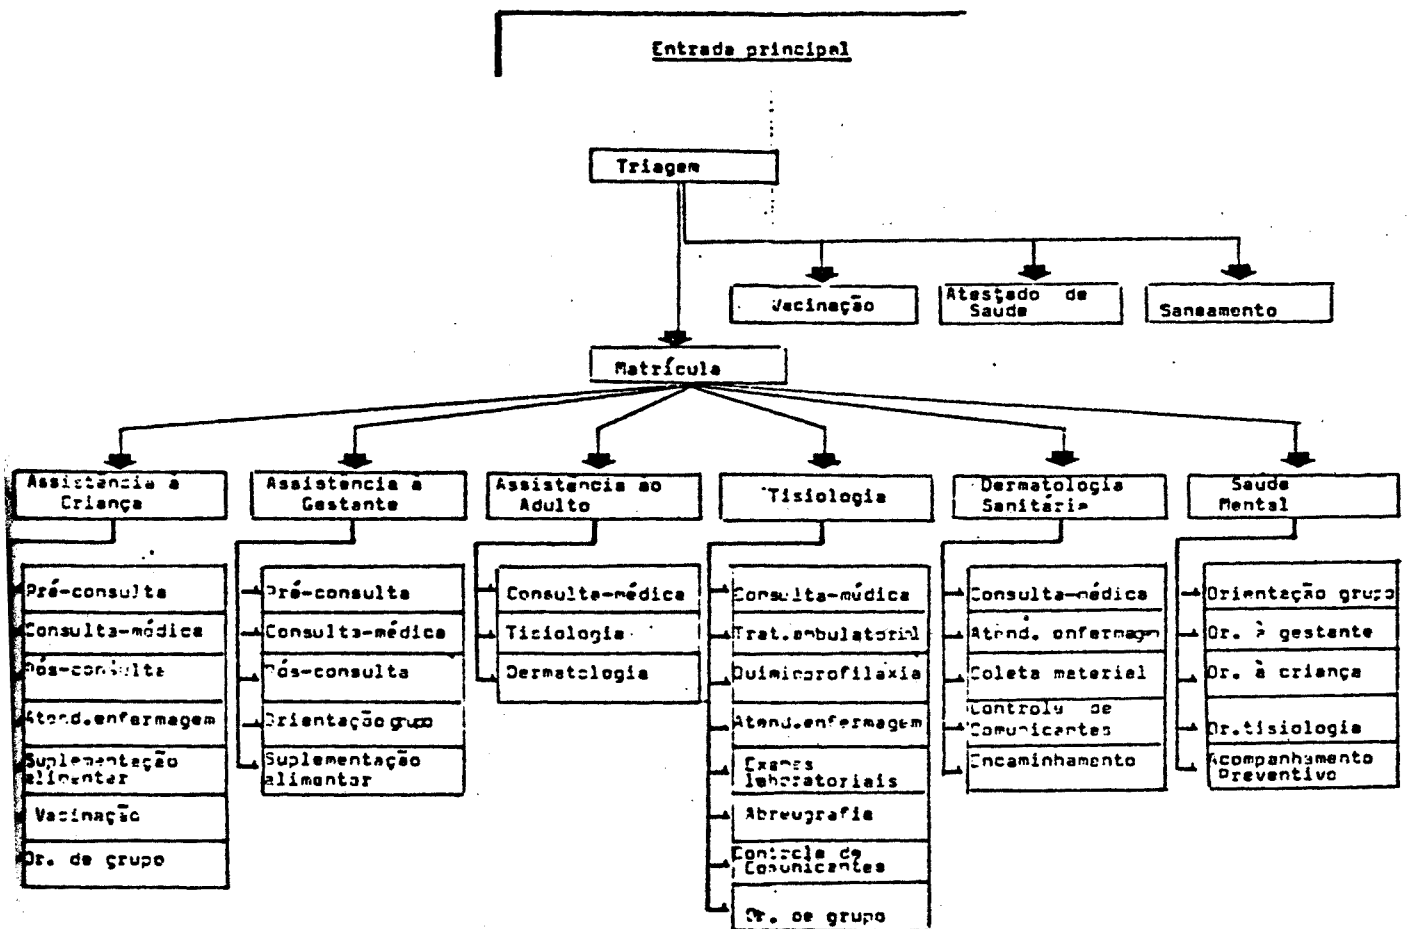 Entrada principal
Triagem
Vacinação
Atestado de
Saude
Saneamento
Matrícula
Assistencia a
Criança
Assistencia a
Gestante
Assistencia ao
Adulto
Tisiologia
Dermatologia
Sanitária
Saude
Mental
Pré-consulta
Consulta-médica
Pós-consulta
Atend.enfermagem
Suplementação
alimentar
Vacinação
Or. de grupo
Pré-consulta
Consulta-médica
Pós-consulta
Orientação grupo
Suplementação
alimentar
Consulta-médica
Tisiologia
Dermatologia
Consulta-médica
Trat.ambulatorial
Quimioprofilaxia
Atend.enfermagem
Exames
laboratoriais
Abreugrafia
Controle de
Comunicantes
Or. de grupo
Consulta-médica
Atend. enfermagem
Coleta material
Controle de
Comunicantes
Encaminhamento
Orientação grupo
Or. à gestante
Or. à criança
Or.tisiologia
Acompanhamento
Preventivo